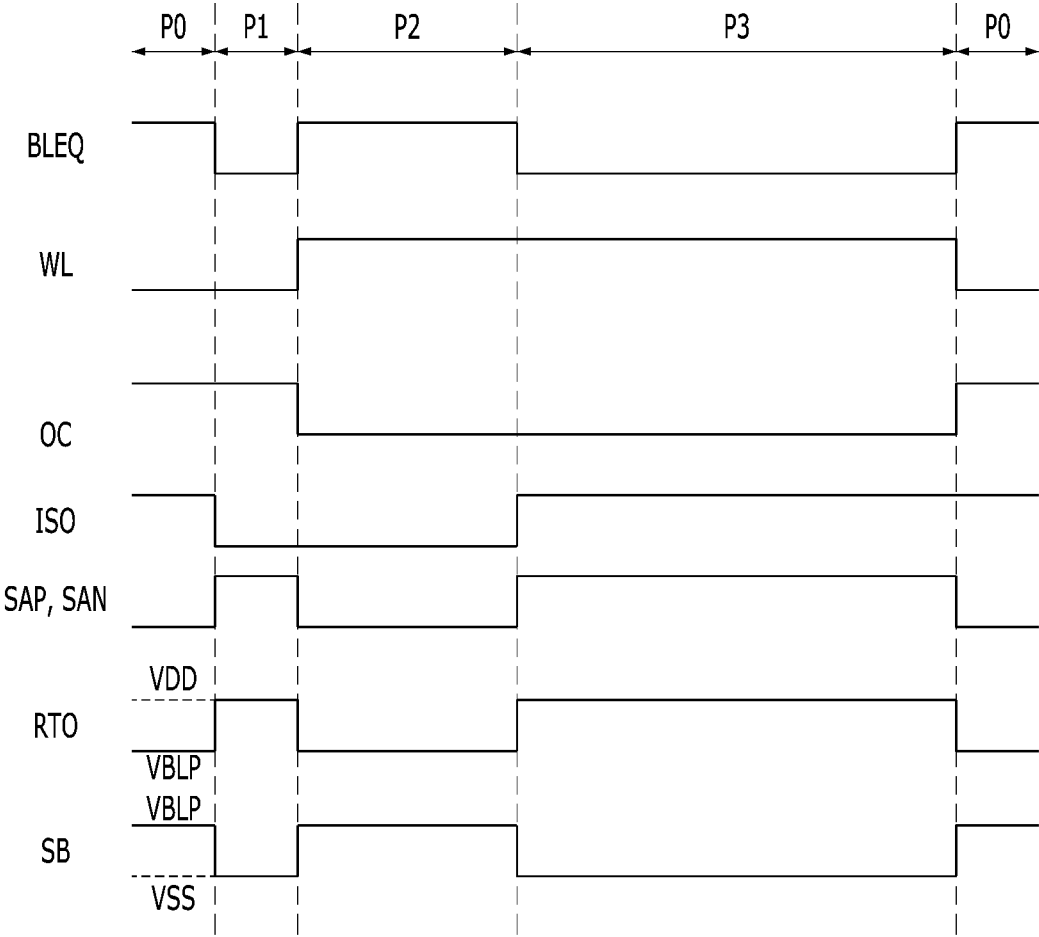 P0 P1 P2 P3 P0
BLEQ
WL
OC
ISO
SAP, SAN
VDD
RTO
VBLP
VBLP
SB
VSS